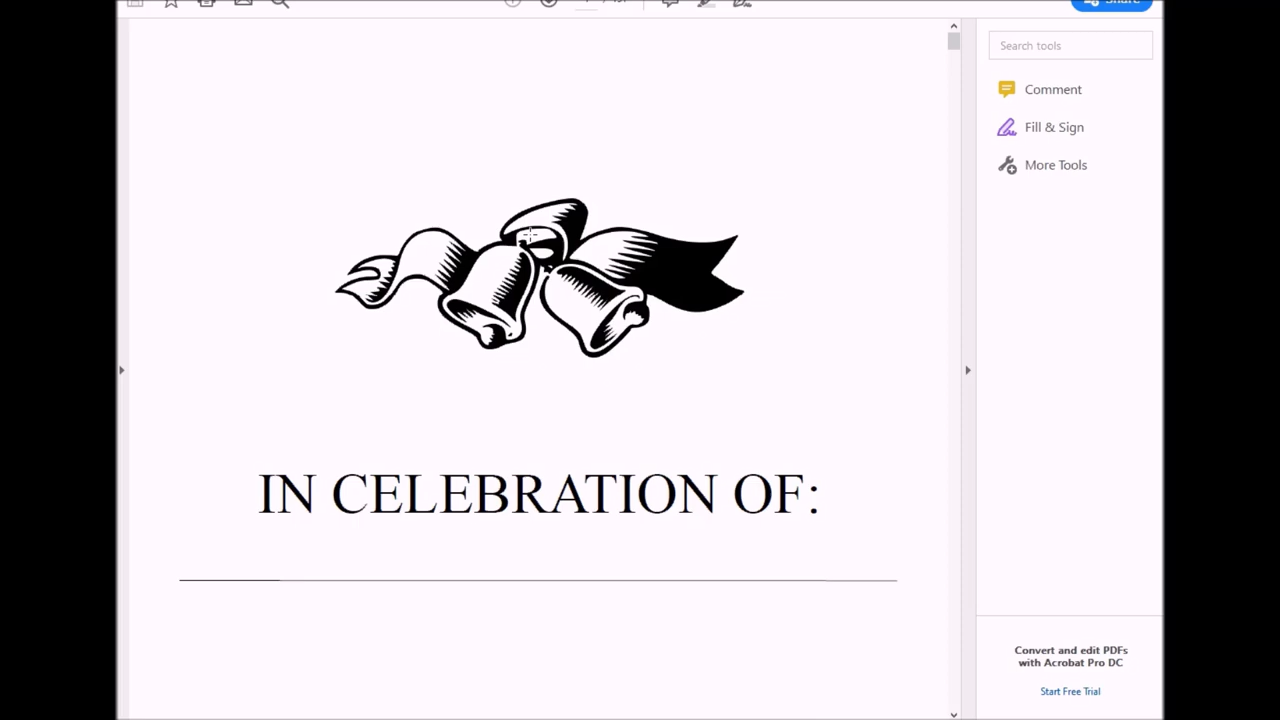 Share
Search tools
Comment
Fill & Sign
More Tools
IN CELEBRATION OF:
Convert and edit PDFs
with Acrobat Pro DC
Start Free Trial